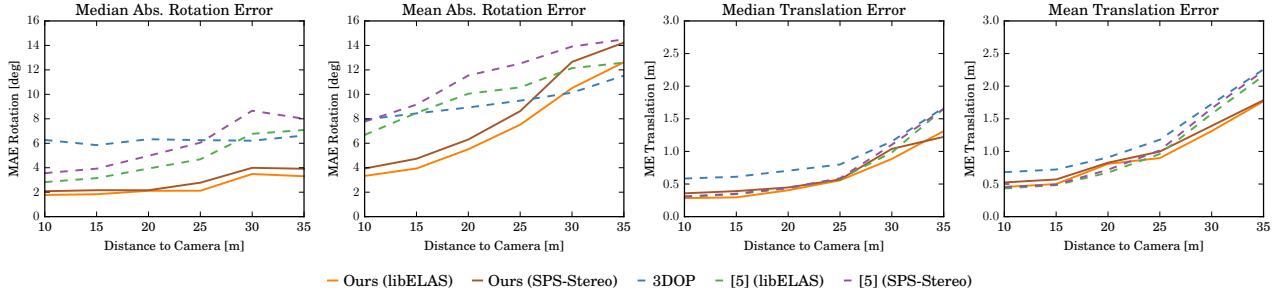 Median Abs. Rotation Error
16
14
12
10
8
6
4
2
0
MAE Rotation [deg]
10 15 20 25 30 35
Distance to Camera [m]
Mean Abs. Rotation Error
16
14
12
10
8
6
4
2
0
MAE Rotation [deg]
10 15 20 25 30 35
Distance to Camera [m]
Median Translation Error
3.0
2.5
2.0
1.5
1.0
0.5
0.0
ME Translation [m]
10 15 20 25 30 35
Distance to Camera [m]
Mean Translation Error
3.0
2.5
2.0
1.5
1.0
0.5
0.0
ME Translation [m]
10 15 20 25 30 35
Distance to Camera [m]
Ours (libELAS) Ours (SPS-Stereo) 3DOP [5] (libELAS) [5] (SPS-Stereo)